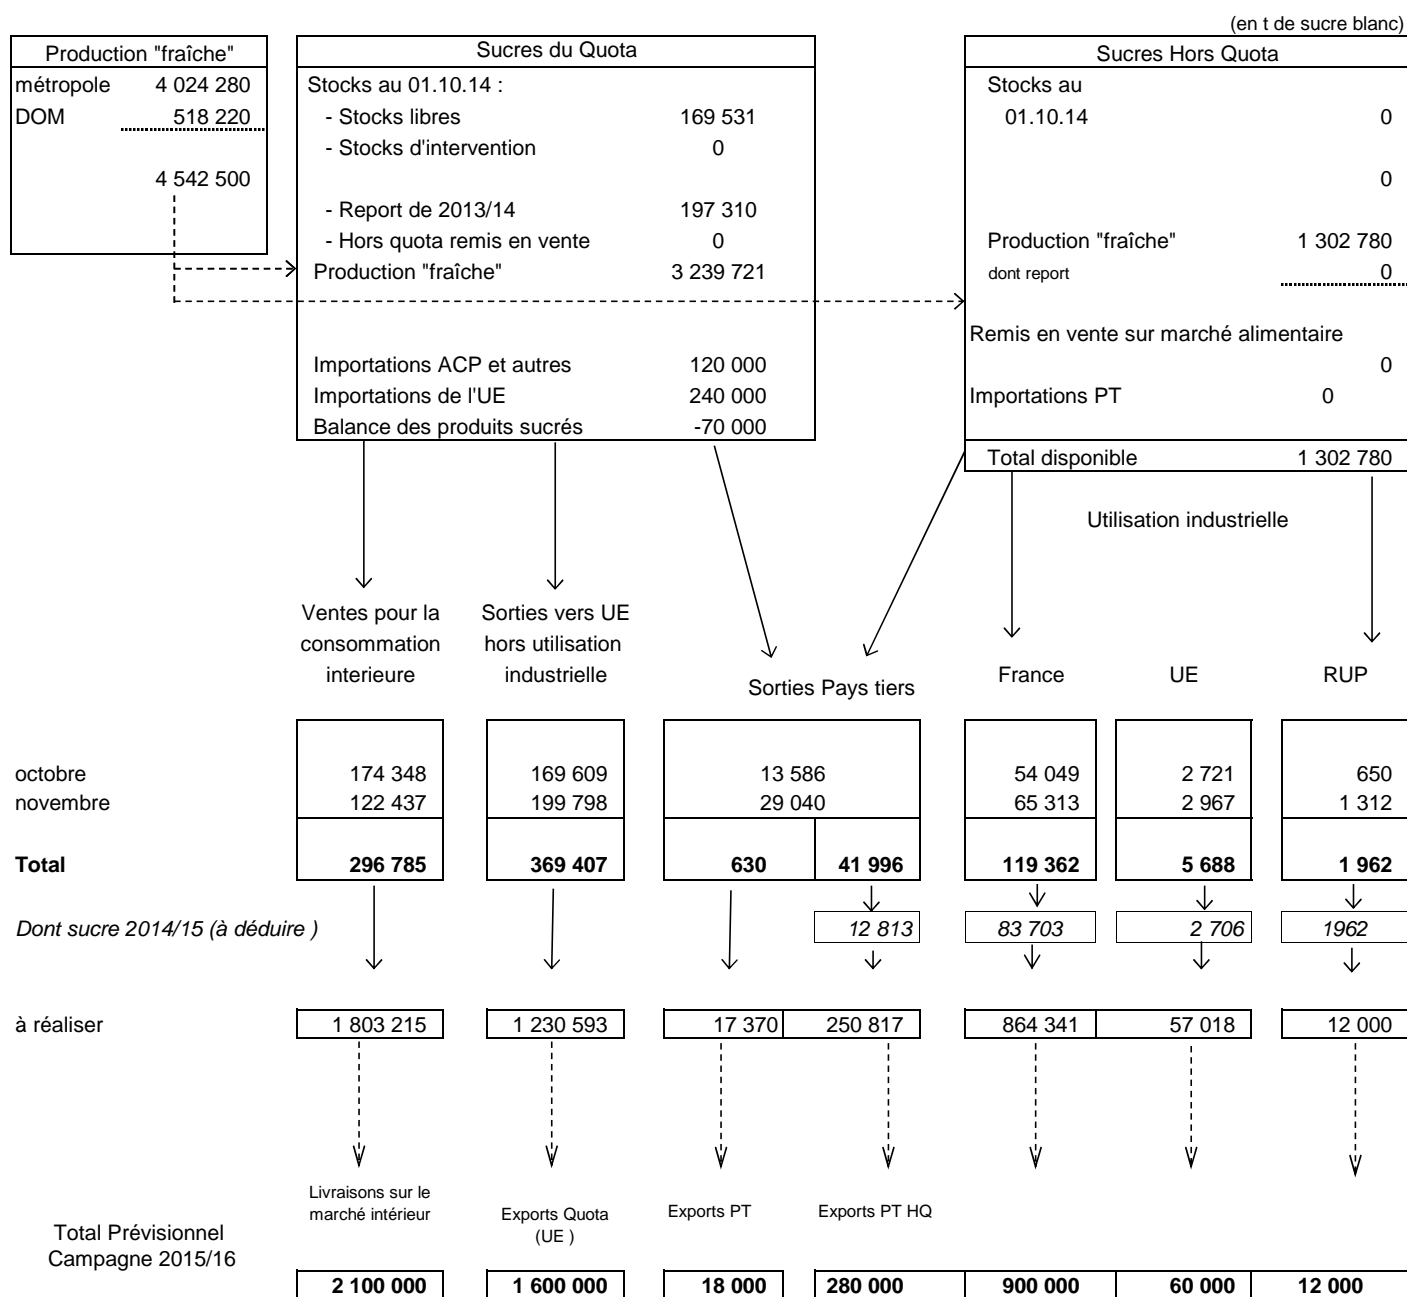 (en t de sucre blanc)
Production "fraîche"
métropole 4 024 280
DOM 518 220
4 542 500
Sucres du Quota
Stocks au 01.10.14 :
- Stocks libres 169 531
- Stocks d'intervention 0
- Report de 2013/14 197 310
- Hors quota remis en vente 0
Production "fraîche" 3 239 721
Importations ACP et autres 120 000
Importations de l'UE 240 000
Balance des produits sucrés -70 000
Sucres Hors Quota
Stocks au
01.10.14 0
0
Production "fraîche" 1 302 780
dont report 0
Remis en vente sur marché alimentaire
0
Importations PT 0
Total disponible 1 302 780
Utilisation industrielle
Ventes pour la
consommation
interieure
Sorties vers UE
hors utilisation
industrielle
Sorties Pays tiers
France
UE
RUP
octobre 174 348 169 609 13 586 54 049 2 721 650
novembre 122 437 199 798 29 040 65 313 2 967 1 312
Total 296 785 369 407 630 41 996 119 362 5 688 1 962
Dont sucre 2014/15 (à déduire ) 12 813 83 703 2 706 1962
à réaliser 1 803 215 1 230 593 17 370 250 817 864 341 57 018 12 000
Livraisons sur le
marché intérieur
Exports Quota
(UE )
Exports PT
Exports PT HQ
Total Prévisionnel
Campagne 2015/16
2 100 000 1 600 000 18 000 280 000 900 000 60 000 12 000